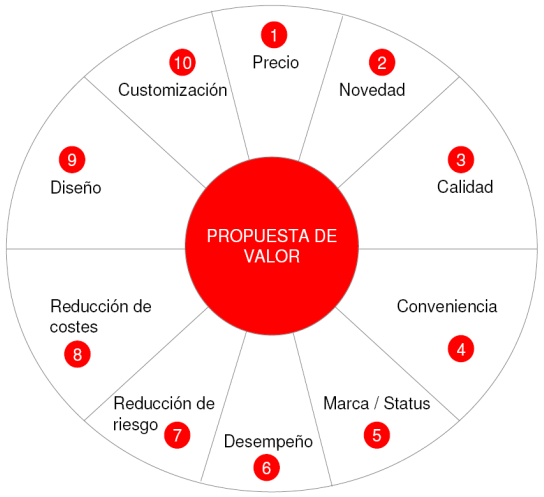 1
Precio
2
Novedad
3
Calidad
Conveniencia
4
Marca / Status
5
Desempeño
6
Reducción de
riesgo
7
Reducción de
costes
8
9
Diseño
10
Customización
PROPUESTA DE
VALOR